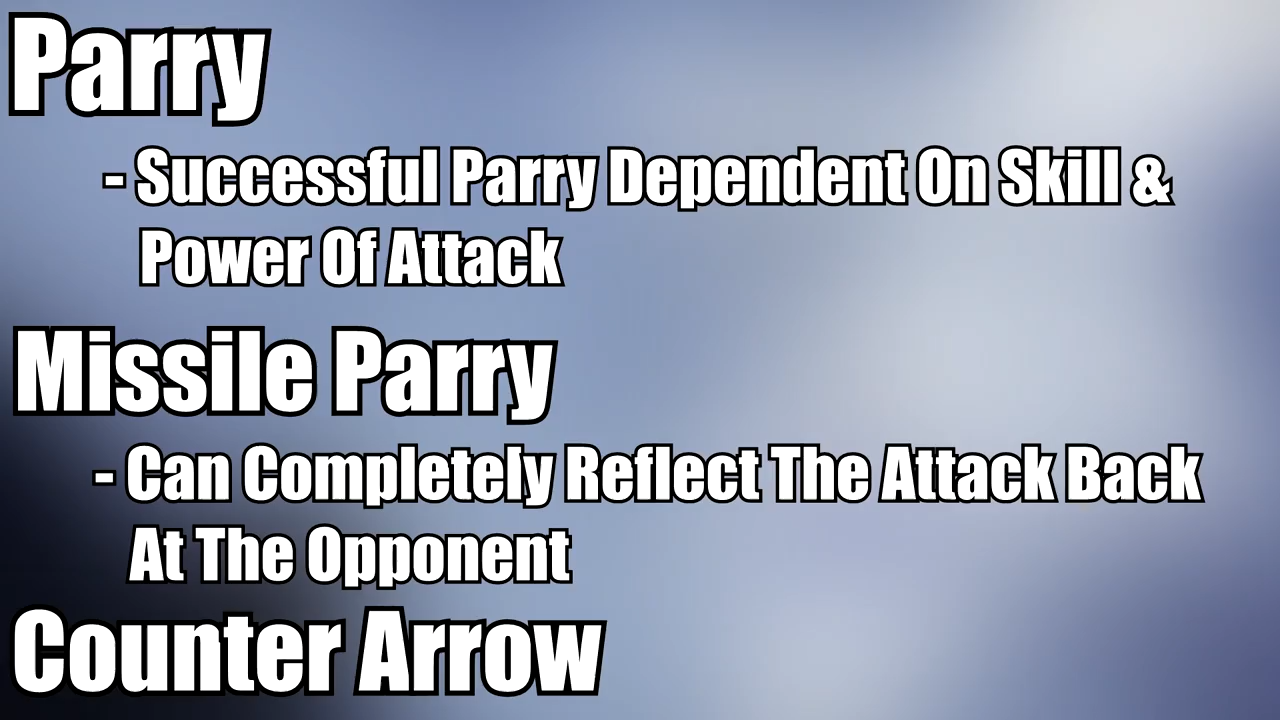 Parry
- Successful Parry Dependent On Skill &
Power Of Attack
Missile Parry
- Can Completely Reflect The Attack Back
At The Opponent
Counter Arrow